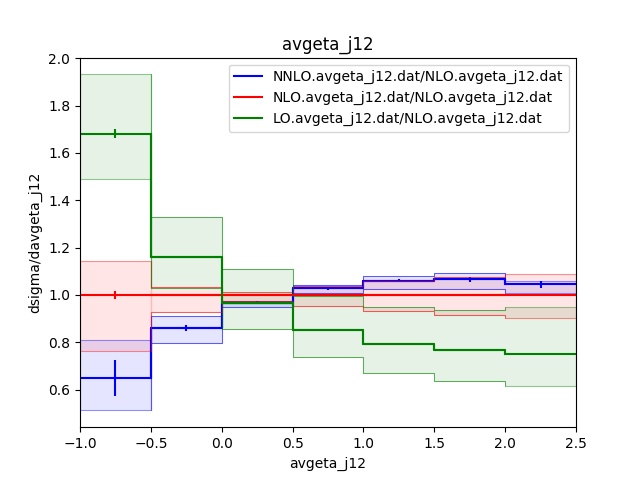 avgeta_j12
NNLO.avgeta_j12.dat/NLO.avgeta_j12.dat
NLO.avgeta_j12.dat/NLO.avgeta_j12.dat
LO.avgeta_j12.dat/NLO.avgeta_j12.dat
dsigma/davgeta_j12
2.0
1.8
1.6
1.4
1.2
1.0
0.8
0.6
−1.0 −0.5 0.0 0.5 1.0 1.5 2.0 2.5
avgeta_j12